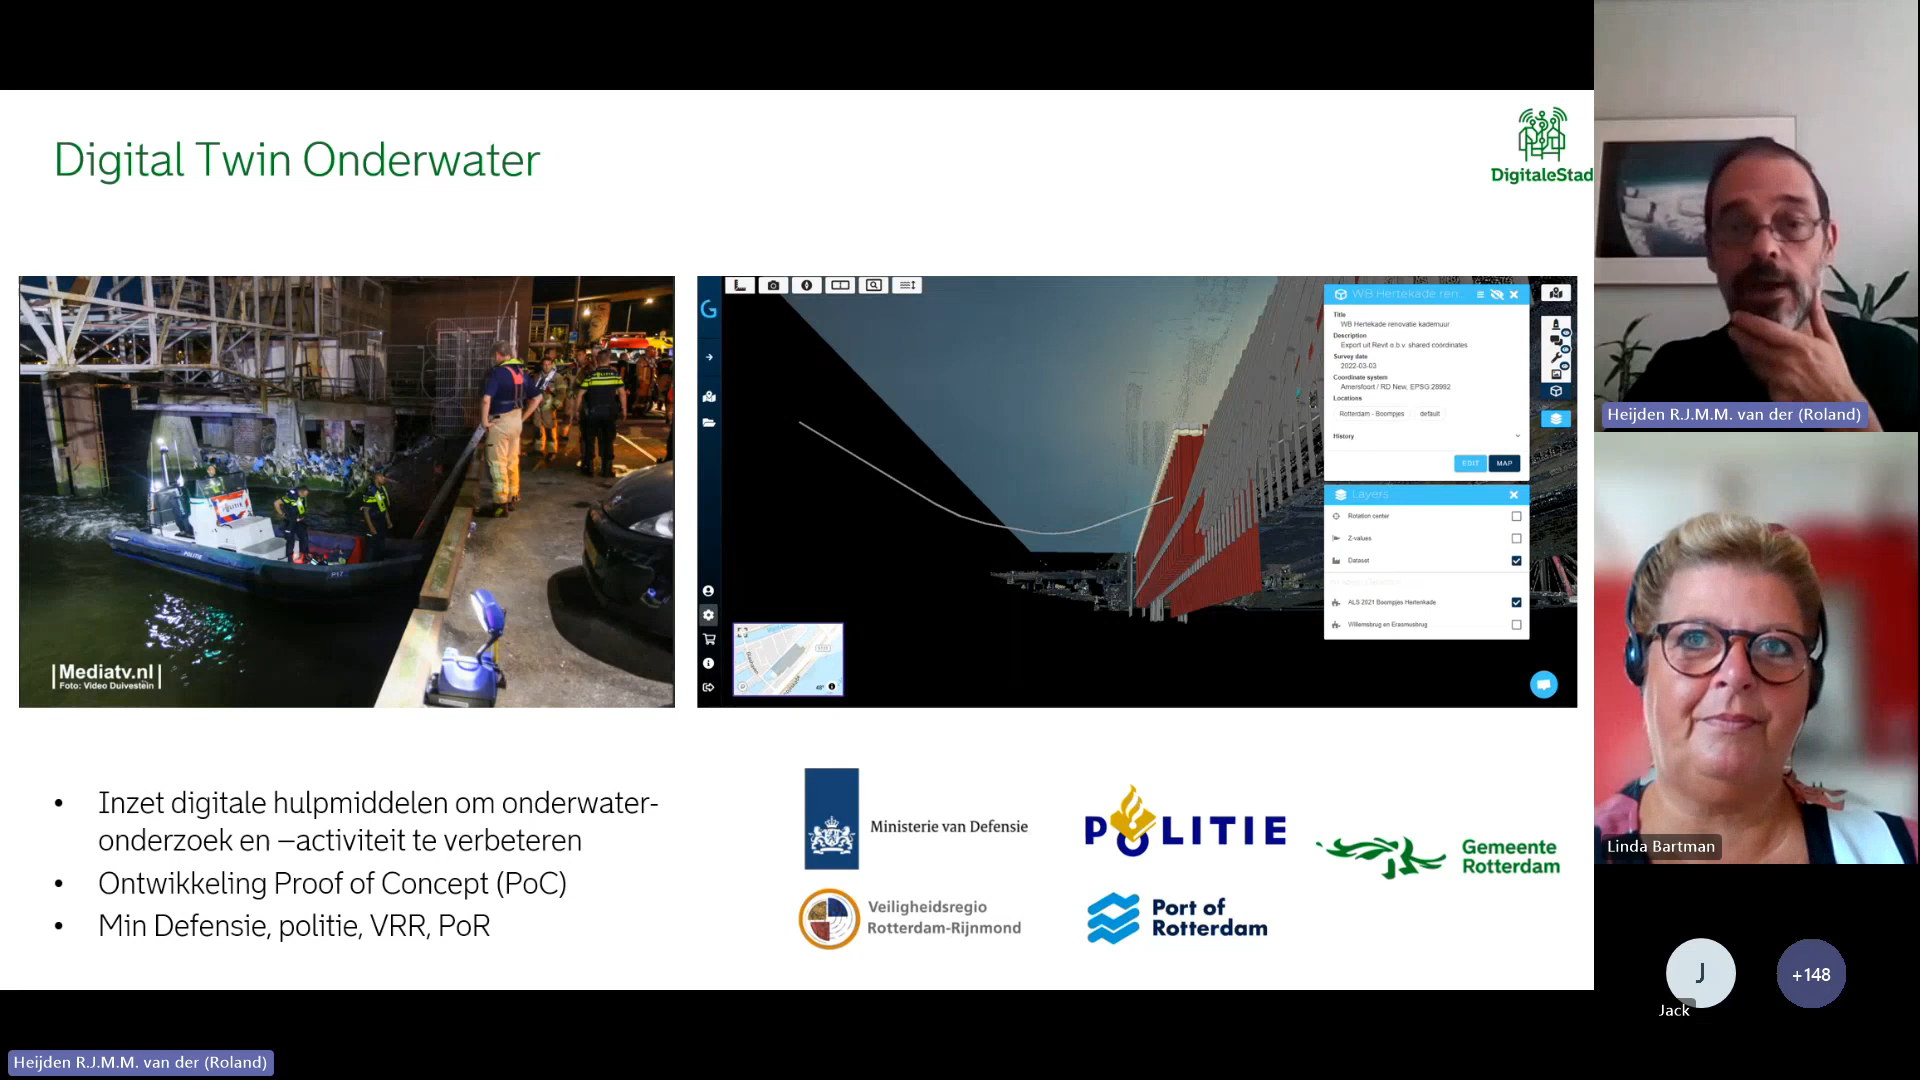 Digital Twin Onderwater
DigitaleStad
POLITIE
POLITIE
P17
Mediatv.nl
Foto: Video Duivestein
G
WB Hertekade ren...
Title
WB Hertekade renovatie kademuur
Description
Export uit Revit o.b.v. shared coordinates
Survey date
2022-03-03
Coordinate system
Amersfoort / RD New, EPSG 28992
Locations
Rotterdam - Boompjes default
History
EDIT MAP
Layers
Rotation center
Z-values
Dataset
ALS 2021 Boompjes Hertekade
Willemsbrug en Erasmusbrug
• Inzet digitale hulpmiddelen om onderwater-
onderzoek en –activiteit te verbeteren
• Ontwikkeling Proof of Concept (PoC)
• Min Defensie, politie, VRR, PoR
Ministerie van Defensie
POLITIE
Gemeente
Rotterdam
Veiligheidsregio
Rotterdam-Rijnmond
Port of
Rotterdam
Heijden R.J.M.M. van der (Roland)
Linda Bartman
J
Jack
+148
Heijden R.J.M.M. van der (Roland)